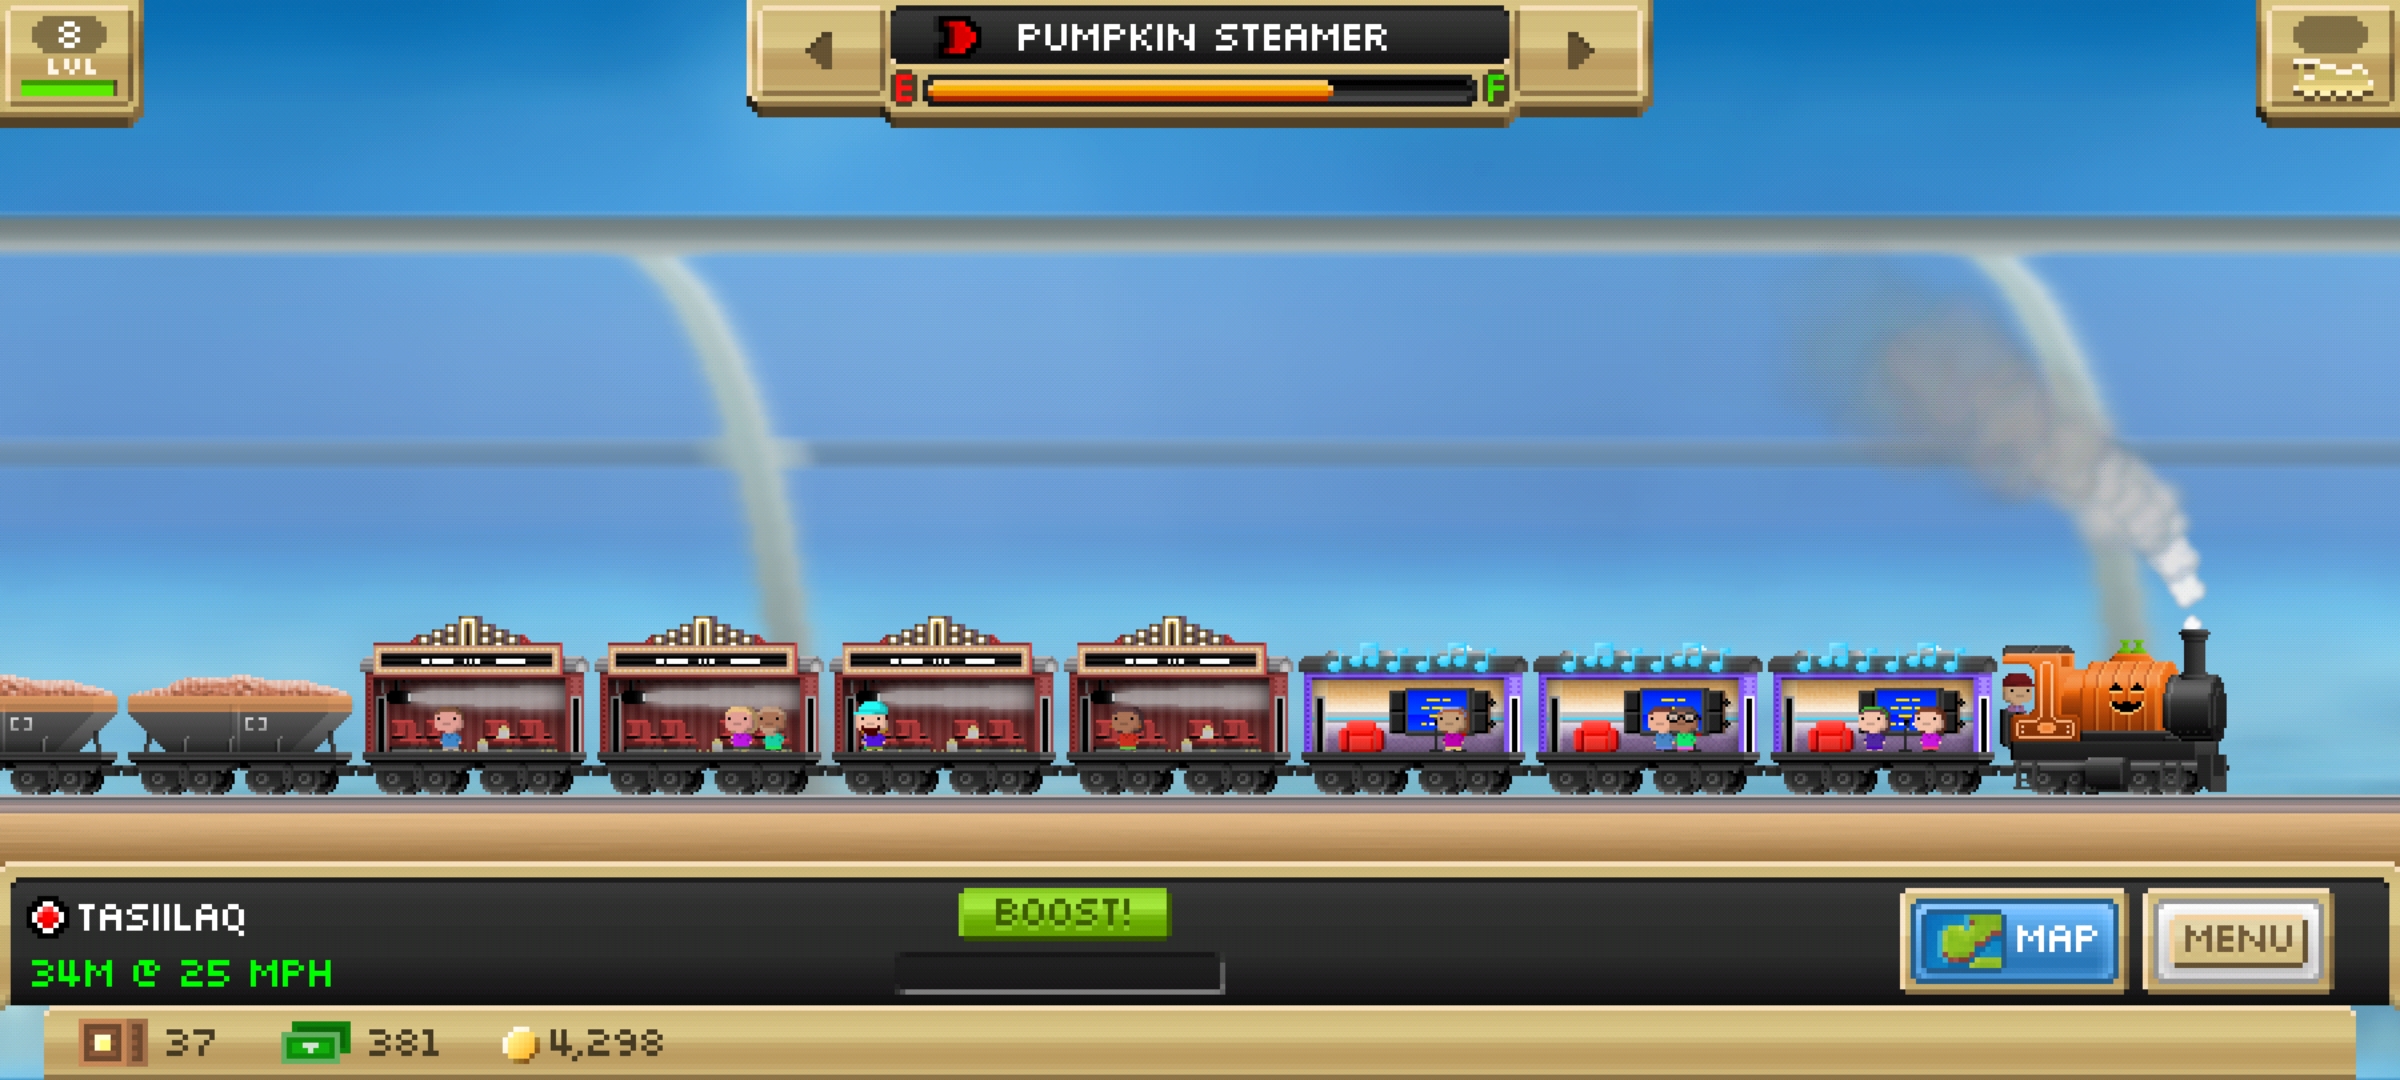 8
LVL
PUMPKIN STEAMER
E F
TASIILAQ
34M @ 25 MPH
BOOST!
MAP
MENU
37
381
4,298